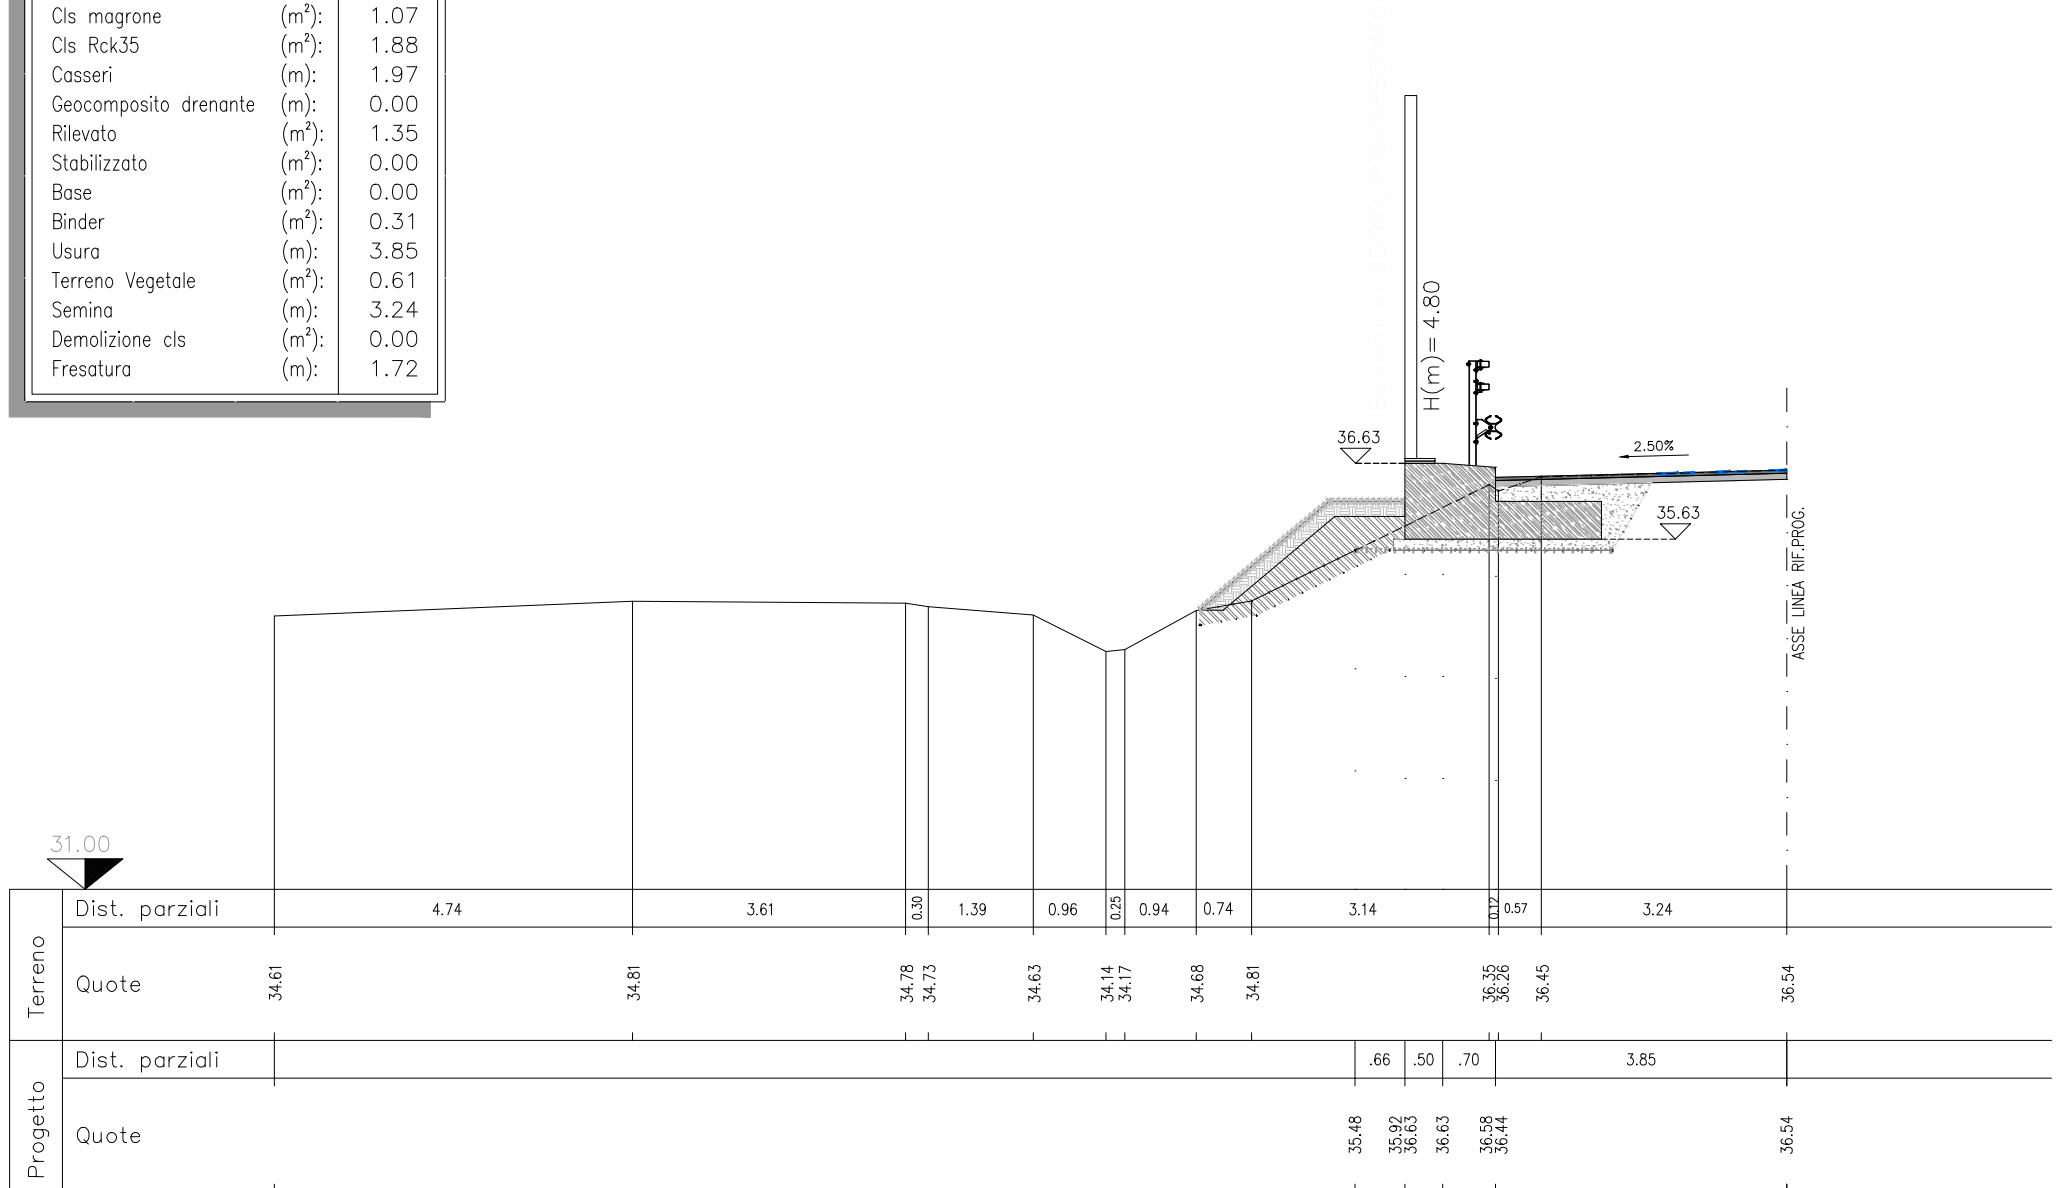 Cls magrone (m²): 1.07
Cls Rck35 (m²): 1.88
Casseri (m): 1.97
Geocomposito drenante (m): 0.00
Rilevato (m²): 1.35
Stabilizzato (m²): 0.00
Base (m²): 0.00
Binder (m²): 0.31
Usura (m): 3.85
Terreno Vegetale (m²): 0.61
Semina (m): 3.24
Demolizione cls (m²): 0.00
Fresatura (m): 1.72
Barriera in LEGNO/POLICARBONATO
H(m)= 4.80
36.63
2.50%
35.63
ASSE LINEA RIF.PROG.
31.00
Terreno
Dist. parziali 4.74 3.61 0.30 1.39 0.96 0.25 0.94 0.74 3.14 0.12 0.57 3.24
Quote 34.61 34.81 34.78 34.73 34.63 34.14 34.17 34.68 34.81 36.35 36.26 36.45 36.54
Progetto
Dist. parziali .66 .50 .70 3.85
Quote 35.48 35.92 36.63 36.63 36.58 36.44 36.54